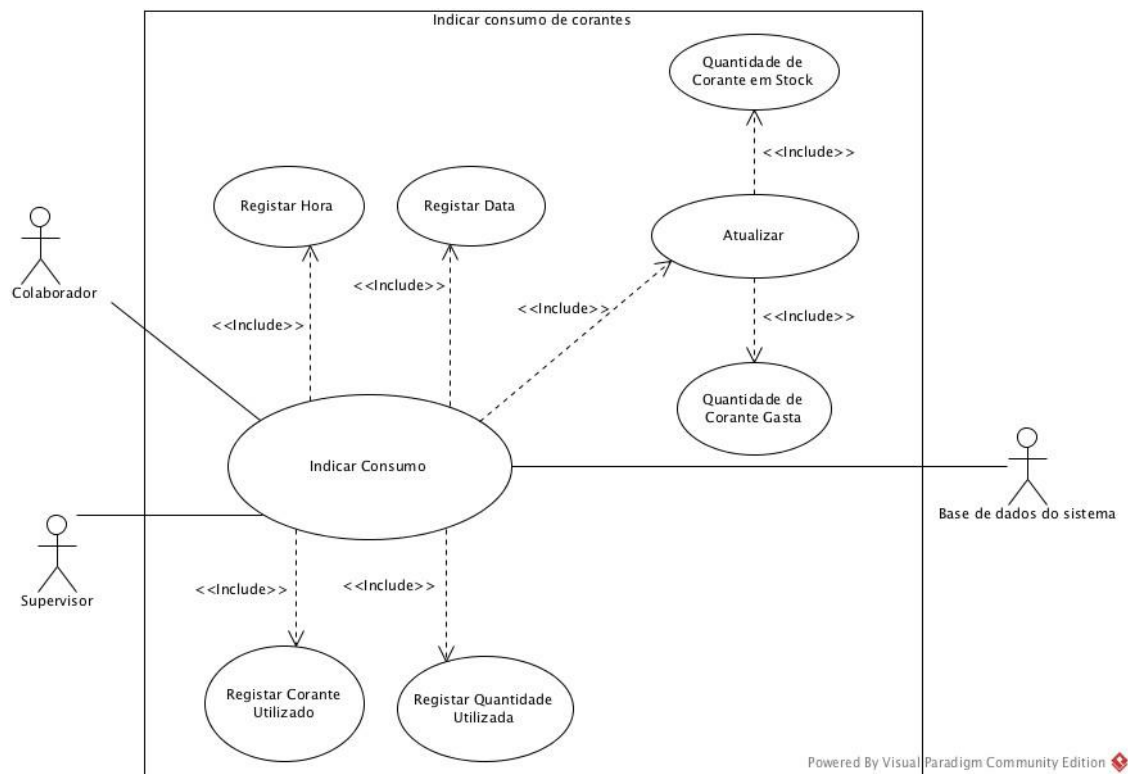 Indicar consumo de corantes
Quantidade de
Corante em Stock
<<Include>>
Registar Hora
Registar Data
Atualizar
Colaborador
<<Include>>
<<Include>>
<<Include>>
<<Include>>
Quantidade de
Corante Gasta
Indicar Consumo
Base de dados do sistema
Supervisor
<<Include>>
<<Include>>
Registar Corante
Utilizado
Registar Quantidade
Utilizada
Powered By Visual Paradigm Community Edition